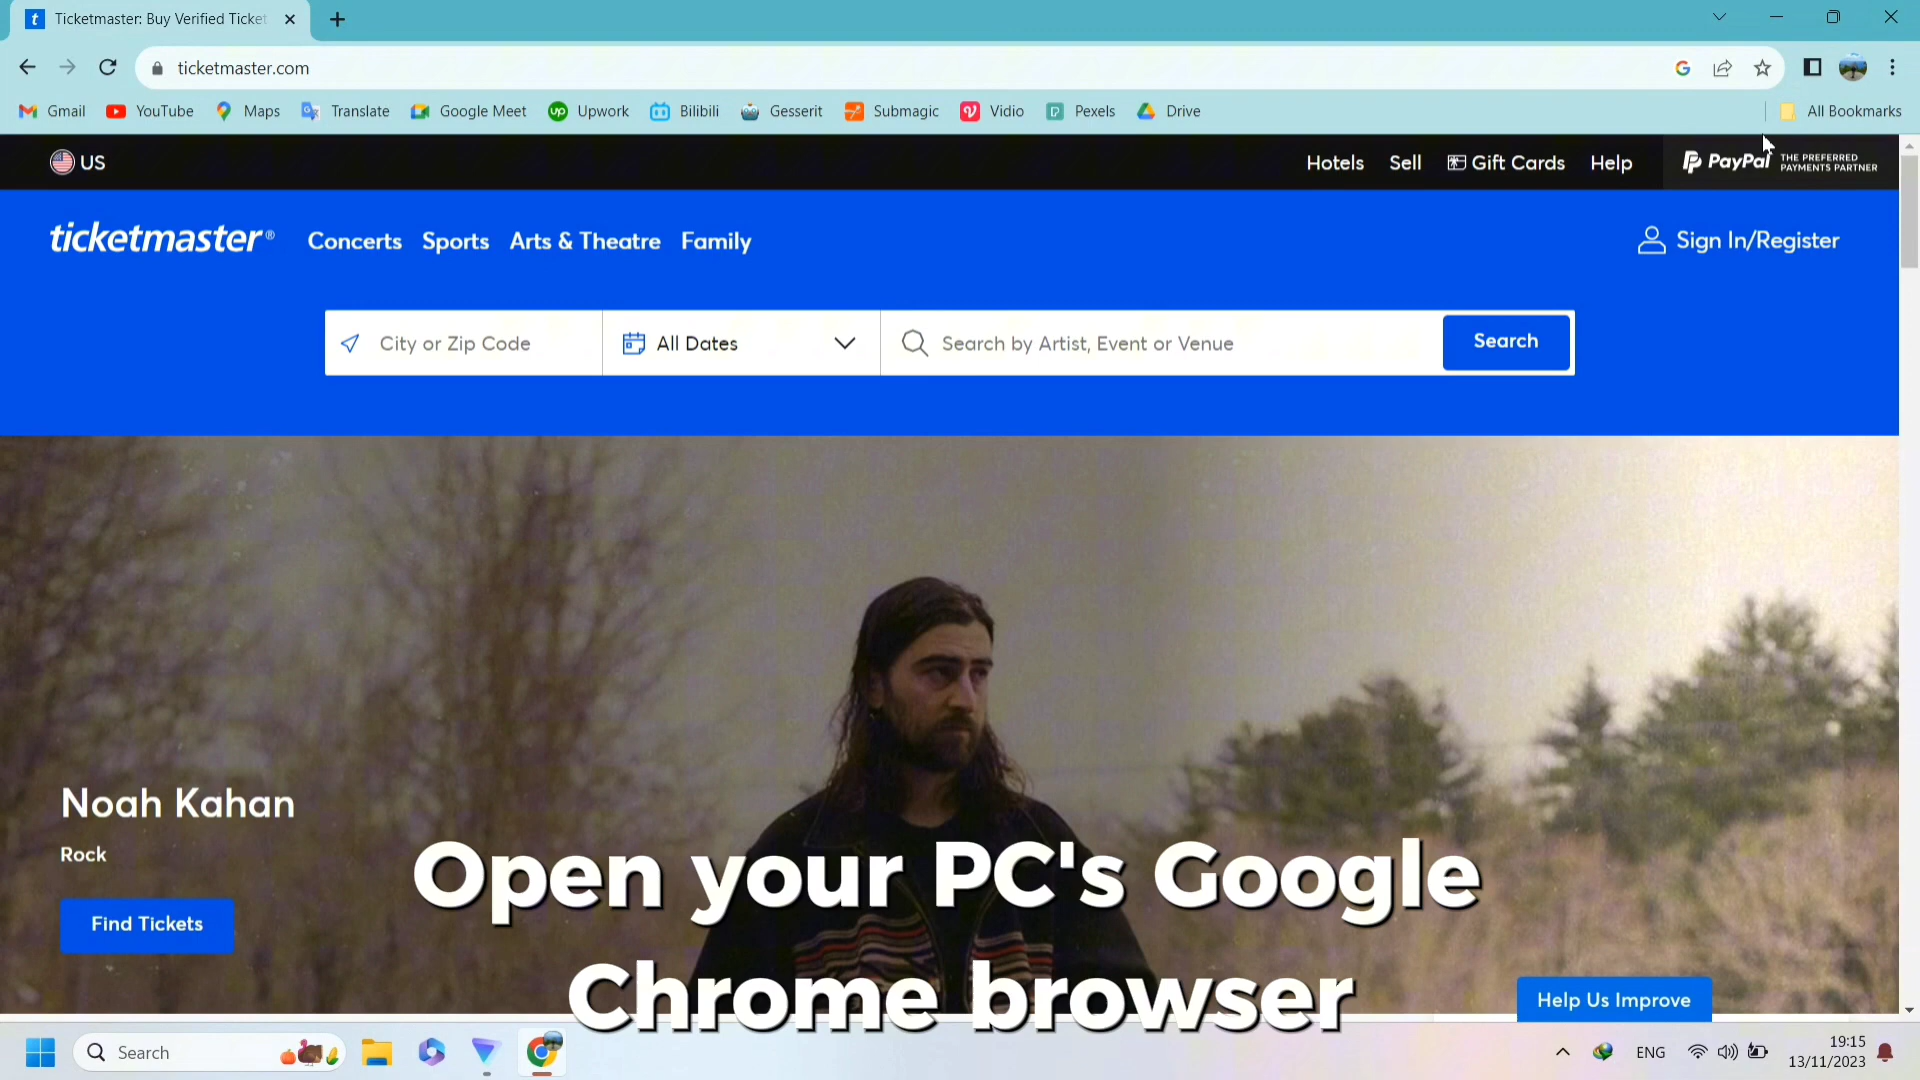 Ticketmaster: Buy Verified Ticket
ticketmaster.com
Gmail YouTube Maps Translate Google Meet Upwork Bilibili Gesserit Submagic Vidio Pexels Drive All Bookmarks
US Hotels Sell Gift Cards Help PayPal THE PREFERRED
PAYMENTS PARTNER
ticketmaster® Concerts Sports Arts & Theatre Family Sign In/Register
City or Zip Code All Dates Search by Artist, Event or Venue Search
Noah Kahan
Rock
Find Tickets
Open your PC's Google
Chrome browser
Help Us Improve
Search ENG 19:15
13/11/2023